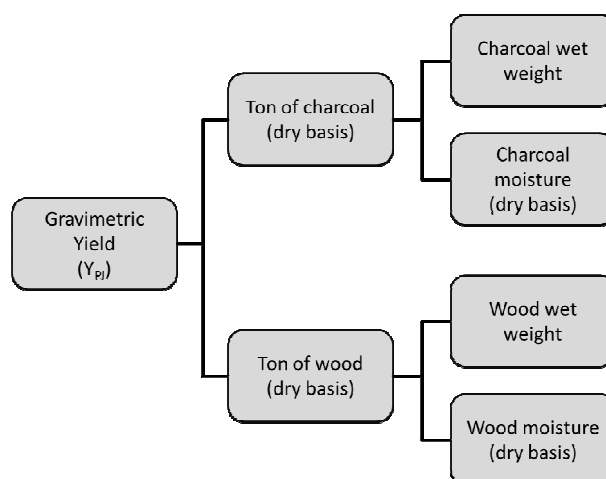 Charcoal wet
weight
Ton of charcoal
(dry basis)
Charcoal
moisture
(dry basis)
Gravimetric
Yield
(Y_PJ)
Wood wet
weight
Ton of wood
(dry basis)
Wood moisture
(dry basis)